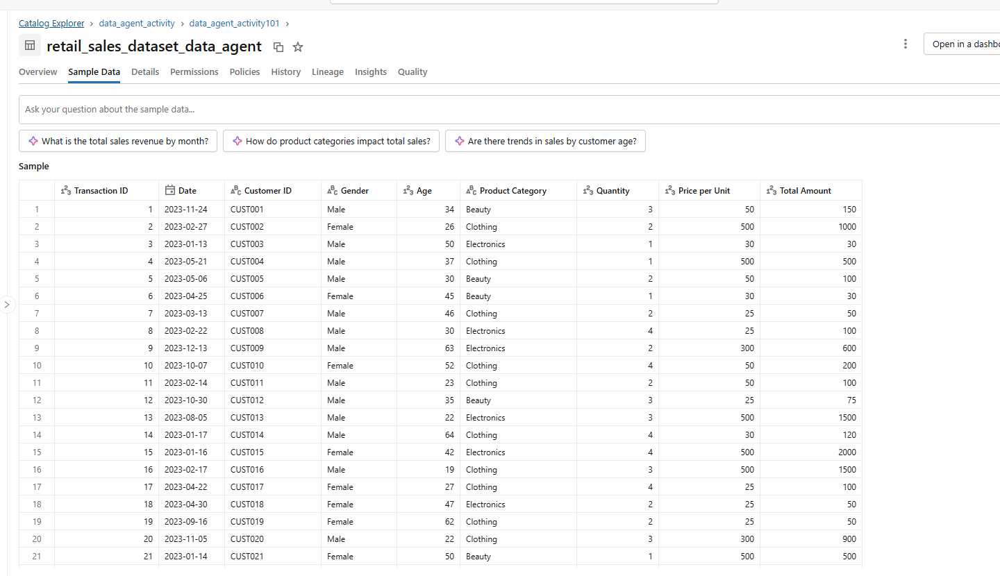 Catalog Explorer › data_agent_activity › data_agent_activity101 ›
retail_sales_dataset_data_agent
Open in a dashbo
Overview Sample Data Details Permissions Policies History Lineage Insights Quality
Ask your question about the sample data...
What is the total sales revenue by month? How do product categories impact total sales? Are there trends in sales by customer age?
Sample
Transaction ID Date Customer ID Gender Age Product Category Quantity Price per Unit Total Amount
1 1 2023-11-24 CUST001 Male 34 Beauty 3 50 150
2 2 2023-02-27 CUST002 Female 26 Clothing 2 500 1000
3 3 2023-01-13 CUST003 Male 50 Electronics 1 30 30
4 4 2023-05-21 CUST004 Male 37 Clothing 1 500 500
5 5 2023-05-06 CUST005 Male 30 Beauty 2 50 100
6 6 2023-04-25 CUST006 Female 45 Beauty 1 30 30
7 7 2023-03-13 CUST007 Male 46 Clothing 2 25 50
8 8 2023-02-22 CUST008 Male 30 Electronics 4 25 100
9 9 2023-12-13 CUST009 Male 63 Electronics 2 300 600
10 10 2023-10-07 CUST010 Female 52 Clothing 4 50 200
11 11 2023-02-14 CUST011 Male 23 Clothing 2 50 100
12 12 2023-10-30 CUST012 Male 35 Beauty 3 25 75
13 13 2023-08-05 CUST013 Male 22 Electronics 3 500 1500
14 14 2023-01-17 CUST014 Male 64 Clothing 4 30 120
15 15 2023-01-16 CUST015 Female 42 Electronics 4 500 2000
16 16 2023-02-17 CUST016 Male 19 Clothing 3 500 1500
17 17 2023-04-22 CUST017 Female 27 Clothing 4 25 100
18 18 2023-04-30 CUST018 Female 47 Electronics 2 25 50
19 19 2023-09-16 CUST019 Female 62 Clothing 2 25 50
20 20 2023-11-05 CUST020 Male 22 Clothing 3 300 900
21 21 2023-01-14 CUST021 Female 50 Beauty 1 500 500